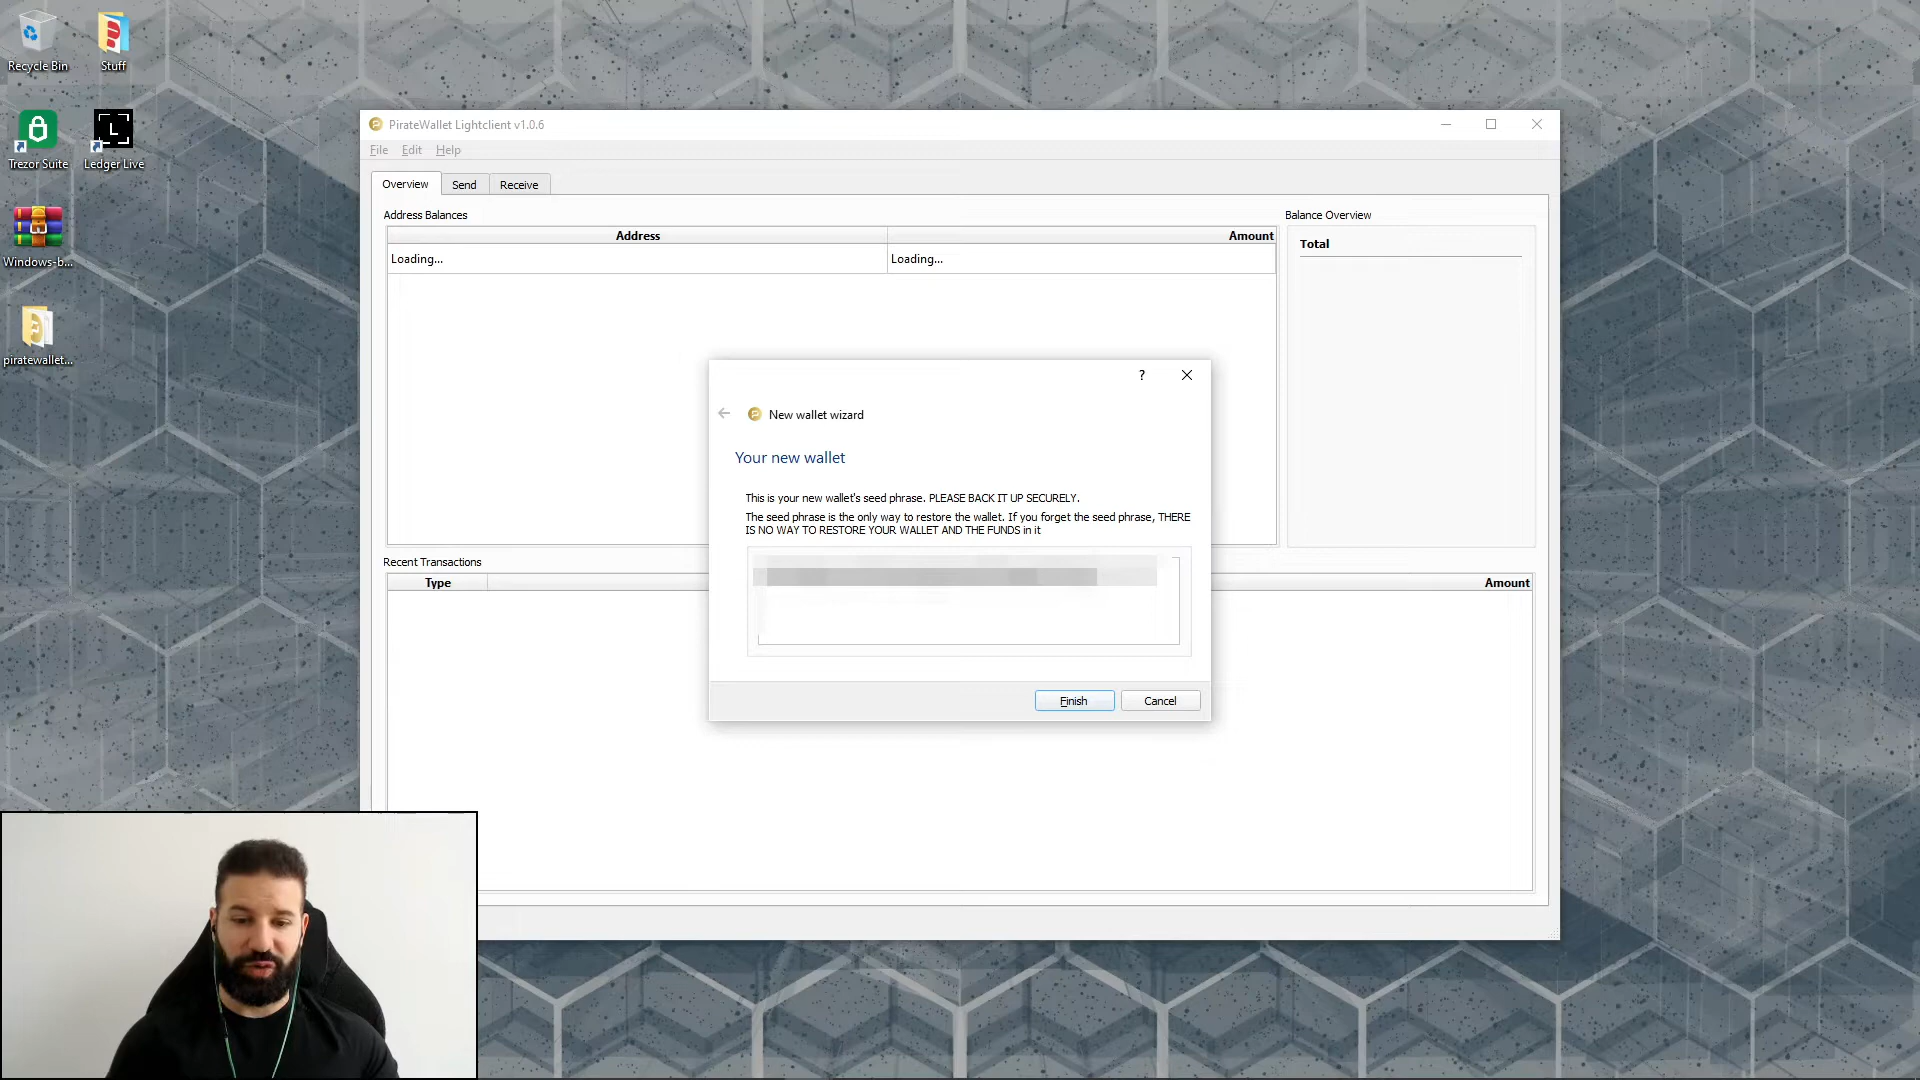 Recycle Bin
Stuff
Trezor Suite
Ledger Live
Windows-b...
piratewallet...
PirateWallet Lightclient v1.0.6
File Edit Help
Overview Send Receive
Address Balances
Address Amount
Loading... Loading...
Balance Overview
Total
?
New wallet wizard
Your new wallet
This is your new wallet's seed phrase. PLEASE BACK IT UP SECURELY.
The seed phrase is the only way to restore the wallet. If you forget the seed phrase, THERE
IS NO WAY TO RESTORE YOUR WALLET AND THE FUNDS in it
Finish Cancel
Recent Transactions
Type Amount